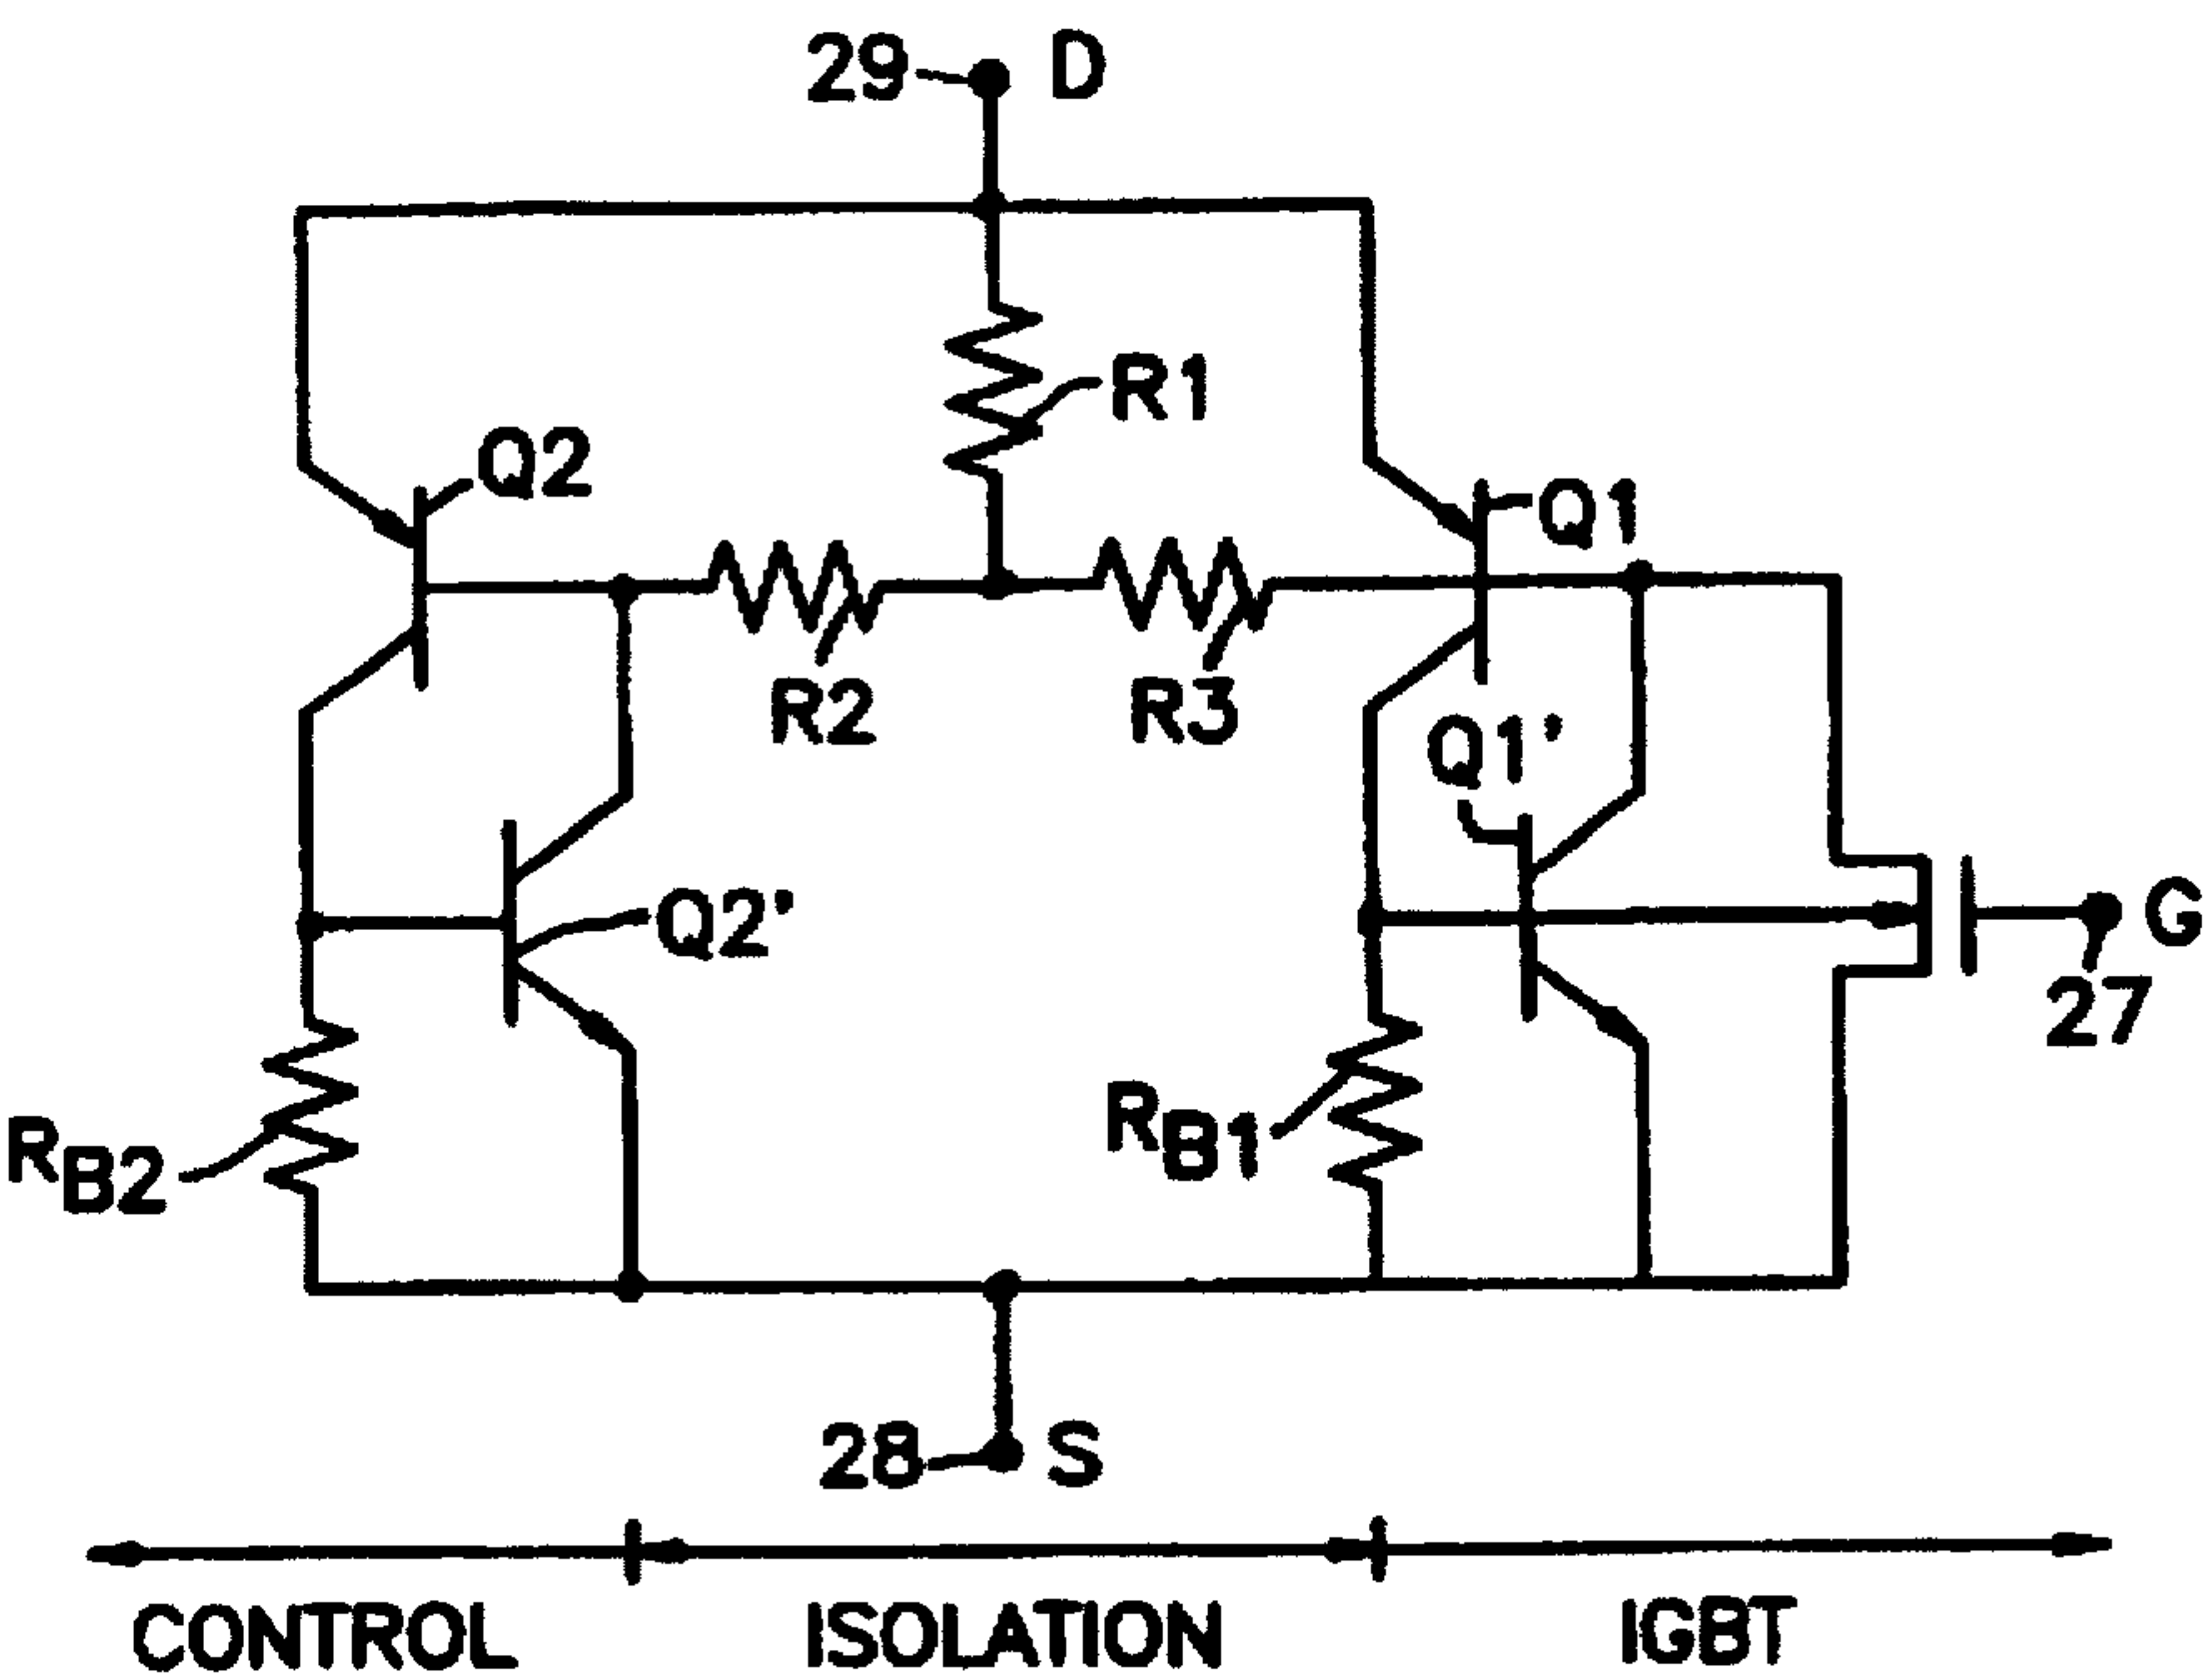 29 D
R1
Q2
Q1
R2
R3
Q1'
Q2'
G
27
RB2
RB1
28 S
CONTROL ISOLATION IGBT